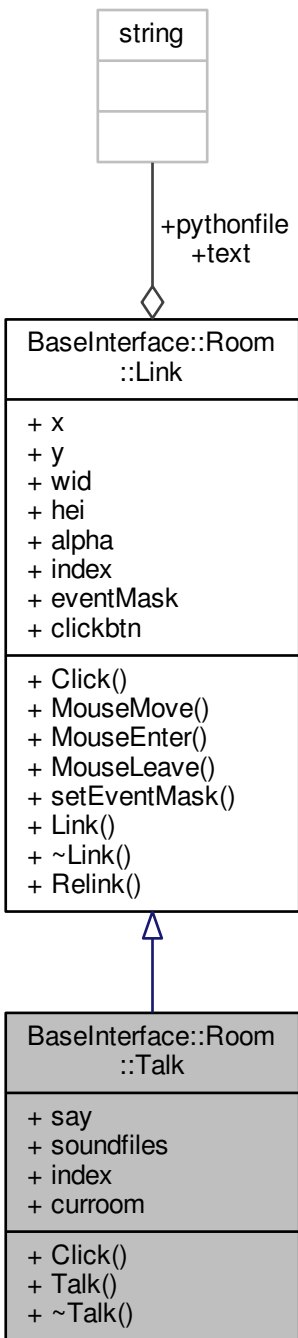 string
+pythonfile
+text
BaseInterface::Room
::Link
+ x
+ y
+ wid
+ hei
+ alpha
+ index
+ eventMask
+ clickbtn
+ Click()
+ MouseMove()
+ MouseEnter()
+ MouseLeave()
+ setEventMask()
+ Link()
+ ~Link()
+ Relink()
BaseInterface::Room
::Talk
+ say
+ soundfiles
+ index
+ curroom
+ Click()
+ Talk()
+ ~Talk()